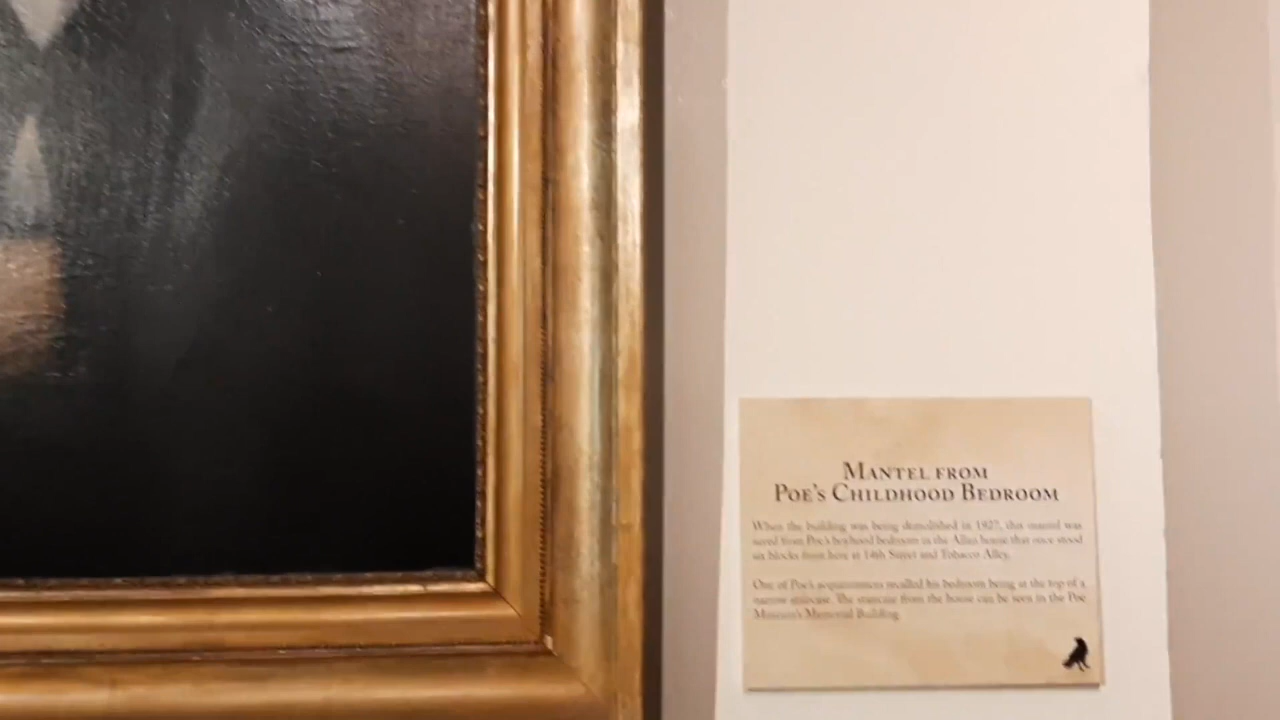 MANTEL FROM
POE'S CHILDHOOD BEDROOM
When the building was being demolished in 1927, this mantel was
saved from Poe's boyhood bedroom in the Allan house that once stood
six blocks from here at 14th Street and Tobacco Alley.
One of Poe's acquaintances recalled his bedroom being at the top of a
narrow staircase. The staircase from the house can be seen in the Poe
Museum's Memorial Building.